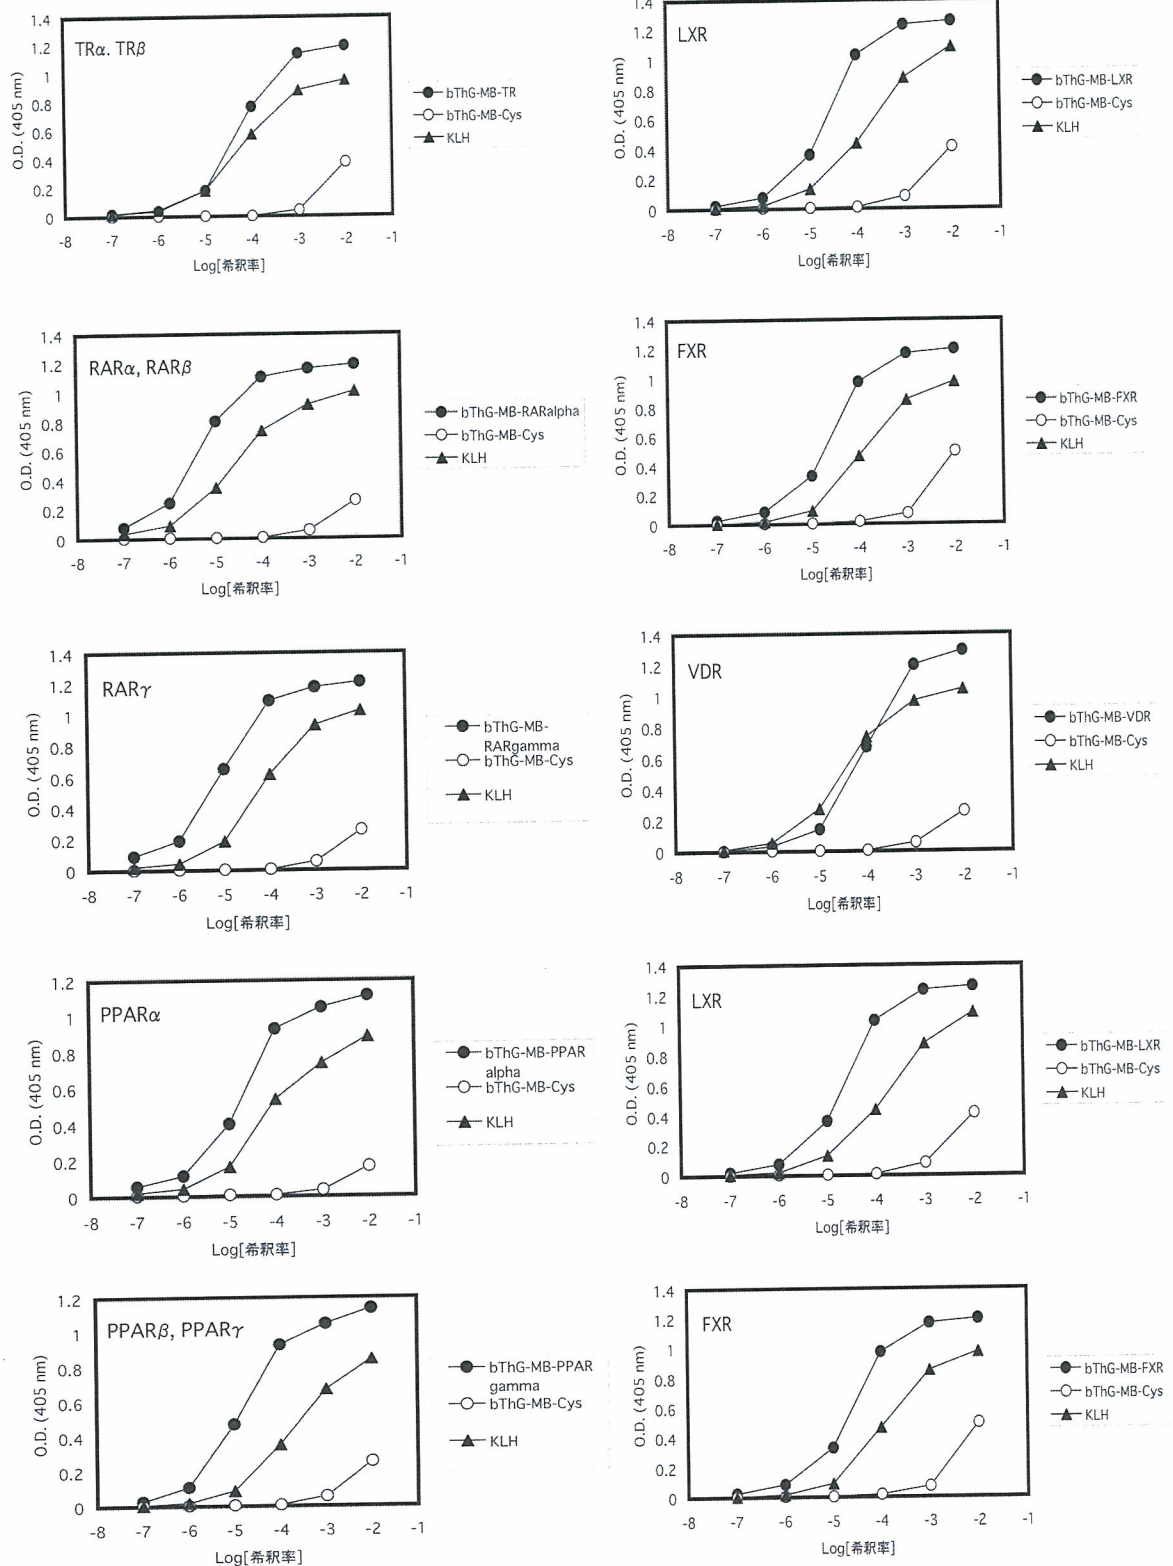 1.4
1.2
1
0.8
0.6
0.4
0.2
0
O.D. (405 nm)
TRα. TRβ
-8 -7 -6 -5 -4 -3 -2 -1
Log[希釈率]
bThG-MB-TR
bThG-MB-Cys
KLH
1.4
1.2
1
0.8
0.6
0.4
0.2
0
O.D. (405 nm)
LXR
-8 -7 -6 -5 -4 -3 -2 -1
Log[希釈率]
bThG-MB-LXR
bThG-MB-Cys
KLH
1.4
1.2
1
0.8
0.6
0.4
0.2
0
O.D. (405 nm)
RARα, RARβ
-8 -7 -6 -5 -4 -3 -2 -1
Log[希釈率]
bThG-MB-RARalpha
bThG-MB-Cys
KLH
1.4
1.2
1
0.8
0.6
0.4
0.2
0
O.D. (405 nm)
FXR
-8 -7 -6 -5 -4 -3 -2 -1
Log[希釈率]
bThG-MB-FXR
bThG-MB-Cys
KLH
1.4
1.2
1
0.8
0.6
0.4
0.2
0
O.D. (405 nm)
RARγ
-8 -7 -6 -5 -4 -3 -2 -1
Log[希釈率]
bThG-MB-
RARgamma
bThG-MB-Cys
KLH
1.4
1.2
1
0.8
0.6
0.4
0.2
0
O.D. (405 nm)
VDR
-8 -7 -6 -5 -4 -3 -2 -1
Log[希釈率]
bThG-MB-VDR
bThG-MB-Cys
KLH
1.2
1
0.8
0.6
0.4
0.2
0
O.D. (405 nm)
PPARα
-8 -7 -6 -5 -4 -3 -2 -1
Log[希釈率]
bThG-MB-PPAR
alpha
bThG-MB-Cys
KLH
1.4
1.2
1
0.8
0.6
0.4
0.2
0
O.D. (405 nm)
LXR
-8 -7 -6 -5 -4 -3 -2 -1
Log[希釈率]
bThG-MB-LXR
bThG-MB-Cys
KLH
1.2
1
0.8
0.6
0.4
0.2
0
O.D. (405 nm)
PPARβ, PPARγ
-8 -7 -6 -5 -4 -3 -2 -1
Log[希釈率]
bThG-MB-PPAR
gamma
bThG-MB-Cys
KLH
1.4
1.2
1
0.8
0.6
0.4
0.2
0
O.D. (405 nm)
FXR
-8 -7 -6 -5 -4 -3 -2 -1
Log[希釈率]
bThG-MB-FXR
bThG-MB-Cys
KLH